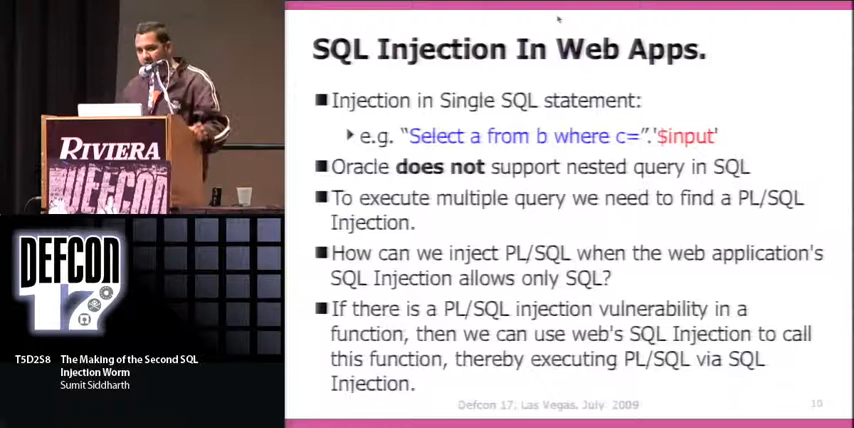 SQL Injection In Web Apps.
Injection in Single SQL statement:
e.g. “Select a from b where c=”.'$input'
Oracle does not support nested query in SQL
To execute multiple query we need to find a PL/SQL
Injection.
How can we inject PL/SQL when the web application's
SQL Injection allows only SQL?
If there is a PL/SQL injection vulnerability in a
function, then we can use web's SQL Injection to call
this function, thereby executing PL/SQL via SQL
Injection.
Defcon 17, Las Vegas, July 2009
10
RIVIERA
DEFCON
DEFCON
17
T5D2S8 The Making of the Second SQL
Injection Worm
Sumit Siddharth